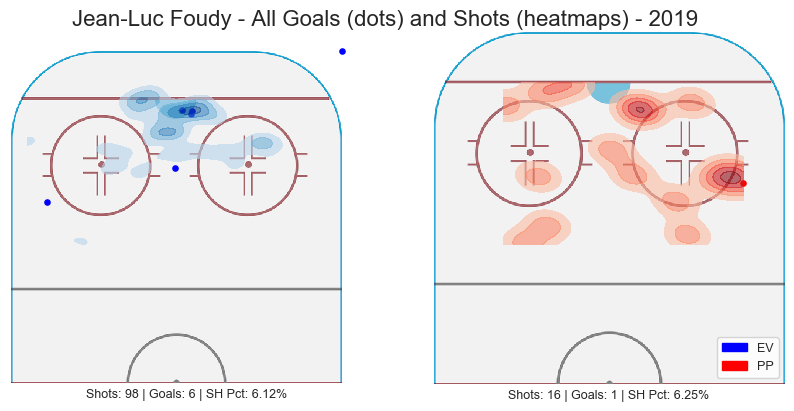 Jean-Luc Foudy - All Goals (dots) and Shots (heatmaps) - 2019
EV
PP
Shots: 98 | Goals: 6 | SH Pct: 6.12%
Shots: 16 | Goals: 1 | SH Pct: 6.25%